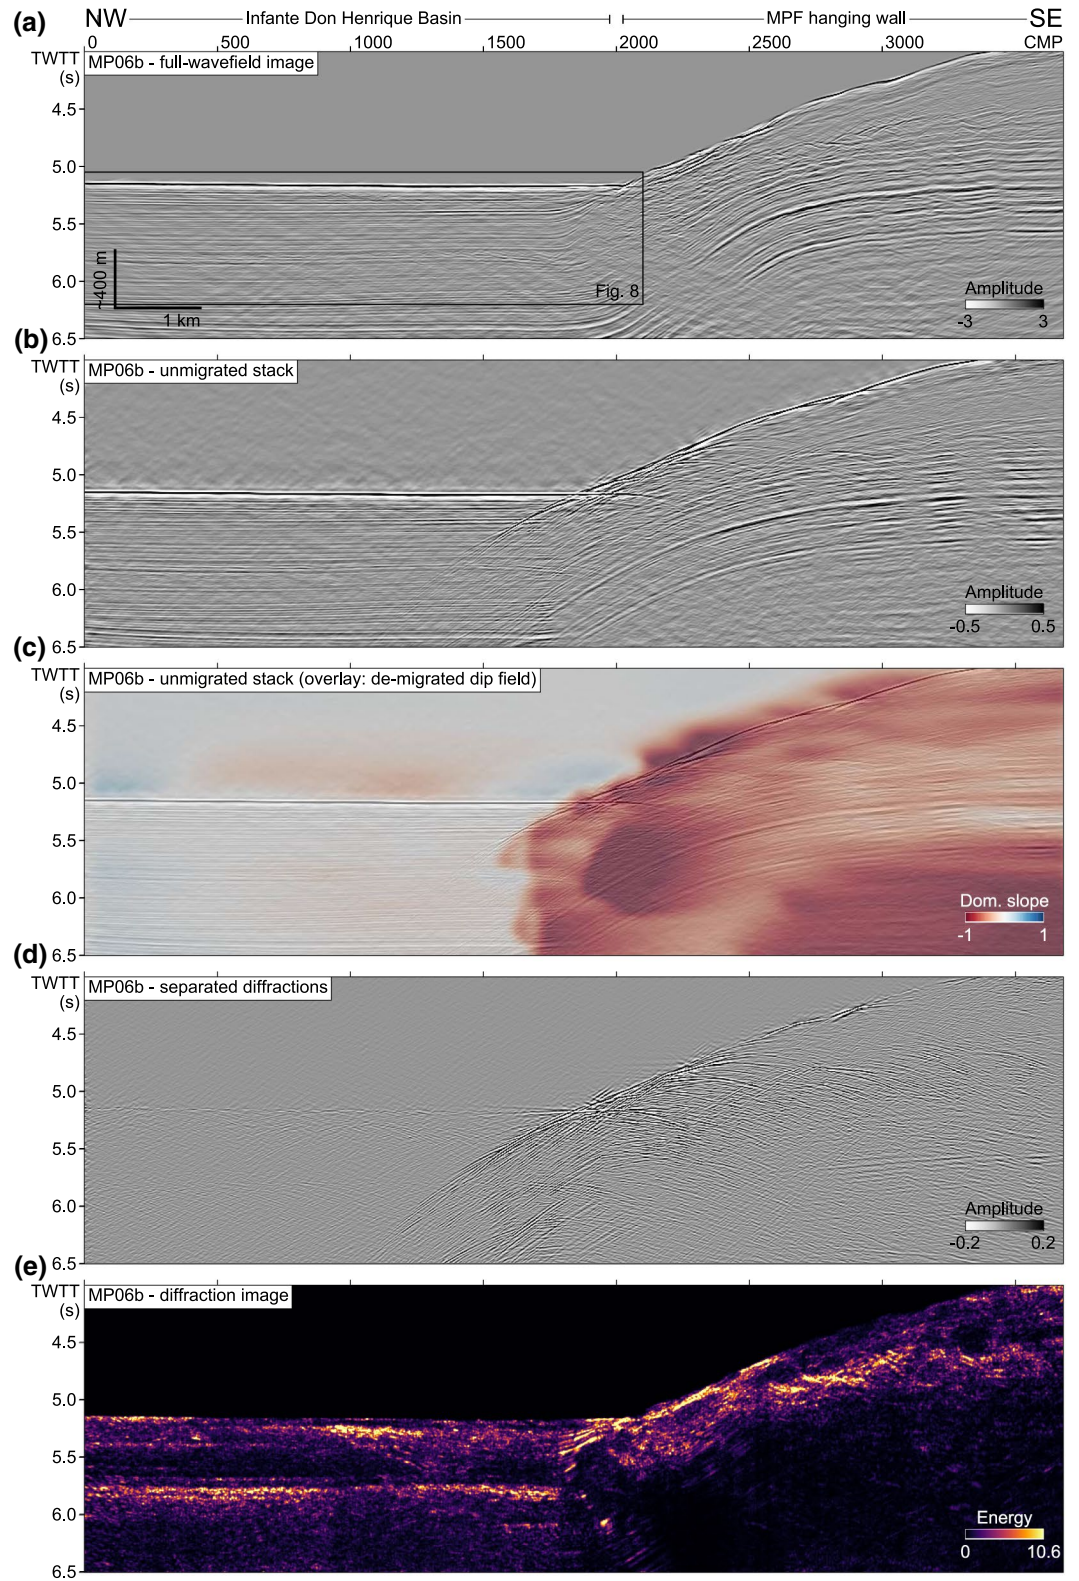 (a)
NW Infante Don Henrique Basin MPF hanging wall SE
0 500 1000 1500 2000 2500 3000 CMP
TWTT
(s)
MP06b - full-wavefield image
4.5
5.0
5.5
6.0
6.5
~400 m
1 km
Fig. 8
Amplitude
-3 3
(b)
TWTT
(s)
MP06b - unmigrated stack
4.5
5.0
5.5
6.0
6.5
Amplitude
-0.5 0.5
(c)
TWTT
(s)
MP06b - unmigrated stack (overlay: de-migrated dip field)
4.5
5.0
5.5
6.0
6.5
Dom. slope
-1 1
(d)
TWTT
(s)
MP06b - separated diffractions
4.5
5.0
5.5
6.0
6.5
Amplitude
-0.2 0.2
(e)
TWTT
(s)
MP06b - diffraction image
4.5
5.0
5.5
6.0
6.5
Energy
0 10.6